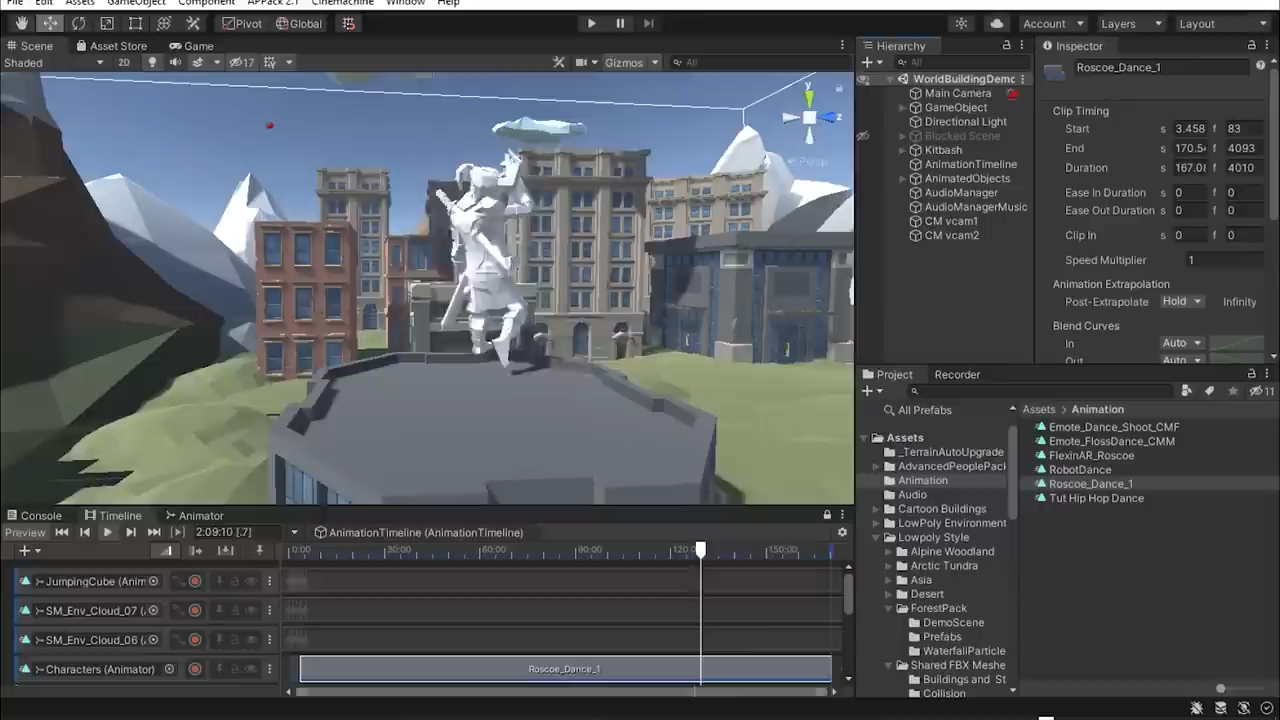 File Edit Assets GameObject Component APPack 2.1 Cinemachine Window Help
Pivot Global Account Layers Layout
Scene Asset Store Game
Shaded 2D 17 Gizmos All
y
z
Persp
Hierarchy
All
WorldBuildingDemo
Main Camera
GameObject
Directional Light
Blocked Scene
Kitbash
AnimationTimeline
AnimatedObjects
AudioManager
AudioManagerMusic
CM vcam1
CM vcam2
Inspector
Roscoe_Dance_1
Clip Timing
Start s 3.458 f 83
End s 170.54 f 4093
Duration s 167.08 f 4010
Ease In Duration s 0 f 0
Ease Out Duration s 0 f 0
Clip In s 0 f 0
Speed Multiplier 1
Animation Extrapolation
Post-Extrapolate Hold Infinity
Blend Curves
In Auto
Out Auto
Project Recorder
11
All Prefabs
Assets
_TerrainAutoUpgrade
AdvancedPeoplePack
Animation
Audio
Cartoon Buildings
LowPoly Environment
Lowpoly Style
Alpine Woodland
Arctic Tundra
Asia
Desert
ForestPack
DemoScene
Prefabs
WaterfallParticle
Shared FBX Meshe
Buildings and St
Collision
Assets > Animation
Emote_Dance_Shoot_CMF
Emote_FlossDance_CMM
FlexinAR_Roscoe
RobotDance
Roscoe_Dance_1
Tut Hip Hop Dance
Console Timeline Animator
Preview 2:09:10 [.7] AnimationTimeline (AnimationTimeline)
0:00 30:00 60:00 90:00 120:00 150:00
JumpingCube (Anim
SM_Env_Cloud_07 (
SM_Env_Cloud_06 (
Characters (Animator) Roscoe_Dance_1